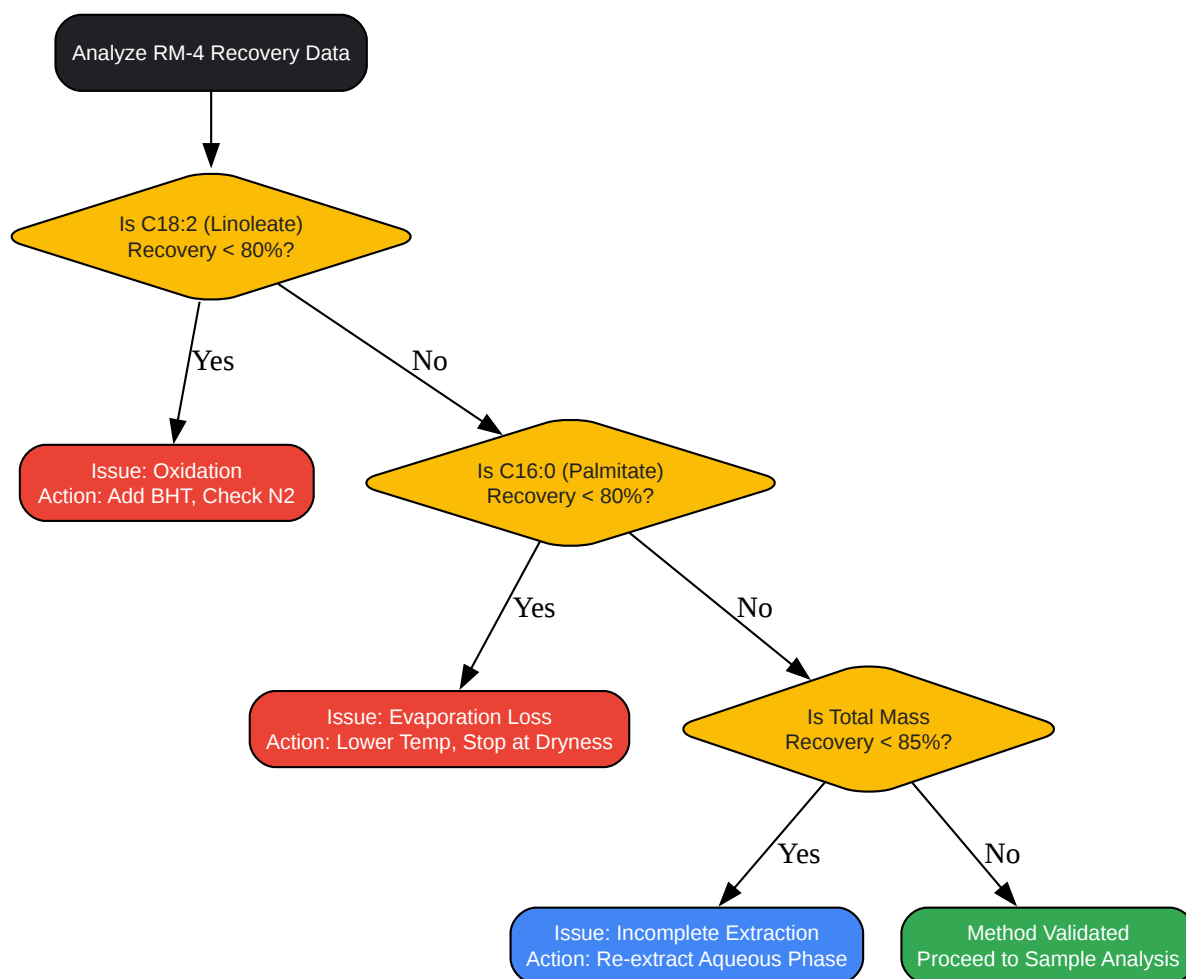 Analyze RM-4 Recovery Data
Is C18:2 (Linoleate)
Recovery < 80%?
Yes
No
Issue: Oxidation
Action: Add BHT, Check N2
Is C16:0 (Palmitate)
Recovery < 80%?
Yes
No
Issue: Evaporation Loss
Action: Lower Temp, Stop at Dryness
Is Total Mass
Recovery < 85%?
Yes
No
Issue: Incomplete Extraction
Action: Re-extract Aqueous Phase
Method Validated
Proceed to Sample Analysis